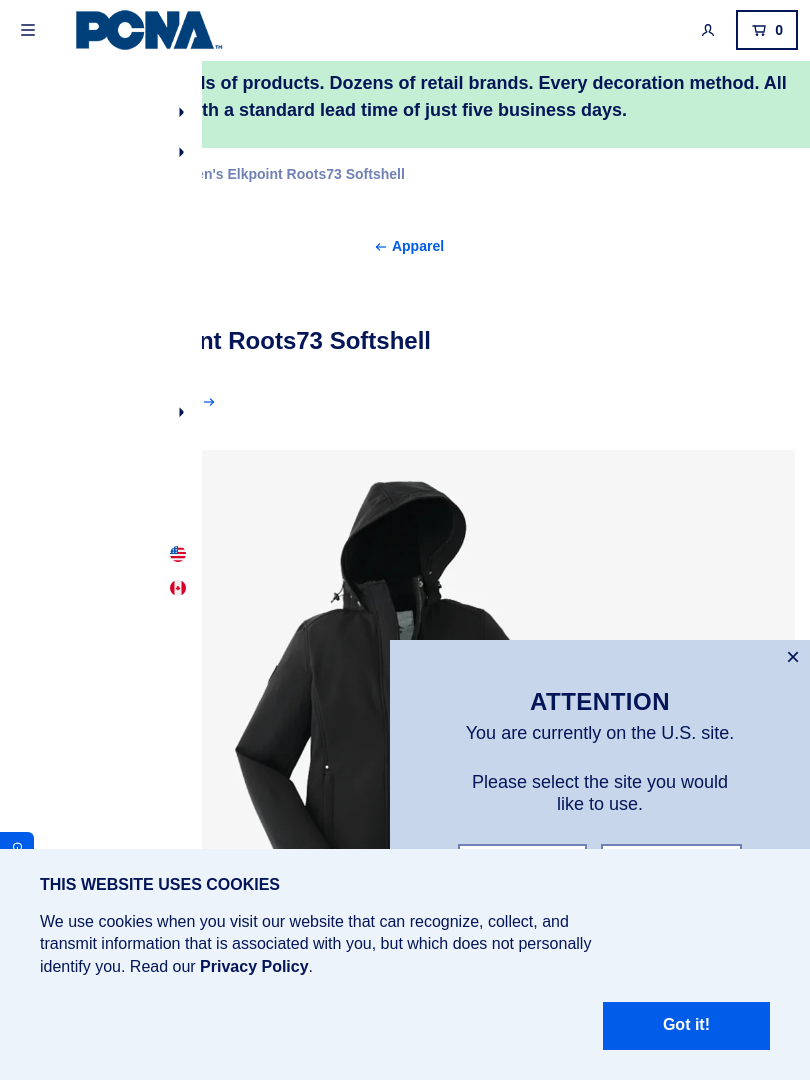 PCNA™
0
of products. Dozens of retail brands. Every decoration method. All
a standard lead time of just five business days.
Elkpoint Roots73 Softshell
Apparel
Roots73 Softshell
ATTENTION
You are currently on the U.S. site.
Please select the site you would
like to use.
THIS WEBSITE USES COOKIES
We use cookies when you visit our website that can recognize, collect, and
transmit information that is associated with you, but which does not personally
identify you. Read our Privacy Policy.
Got it!